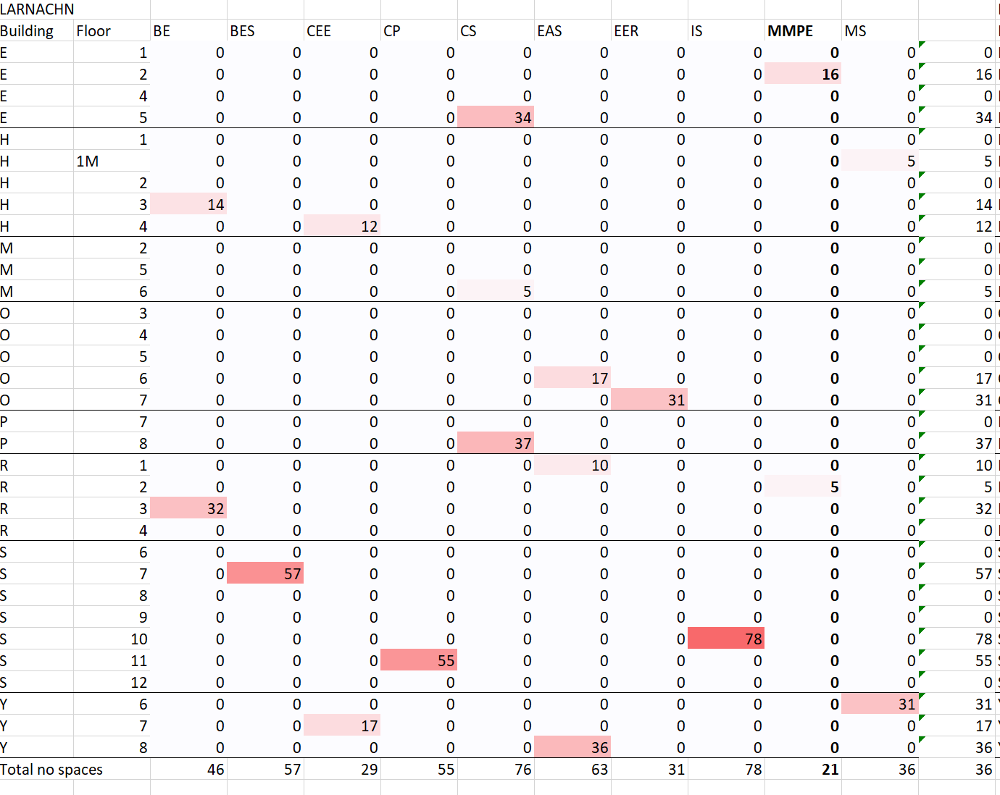 LARNACHN
Building Floor BE BES CEE CP CS EAS EER IS MMPE MS
E 1 0 0 0 0 0 0 0 0 0 0 0
E 2 0 0 0 0 0 0 0 0 16 0 16
E 4 0 0 0 0 0 0 0 0 0 0 0
E 5 0 0 0 0 34 0 0 0 0 0 34
H 1 0 0 0 0 0 0 0 0 0 0 0
H 1M 0 0 0 0 0 0 0 0 0 5 5
H 2 0 0 0 0 0 0 0 0 0 0 0
H 3 14 0 0 0 0 0 0 0 0 0 14
H 4 0 0 12 0 0 0 0 0 0 0 12
M 2 0 0 0 0 0 0 0 0 0 0 0
M 5 0 0 0 0 0 0 0 0 0 0 0
M 6 0 0 0 0 5 0 0 0 0 0 5
O 3 0 0 0 0 0 0 0 0 0 0 0
O 4 0 0 0 0 0 0 0 0 0 0 0
O 5 0 0 0 0 0 0 0 0 0 0 0
O 6 0 0 0 0 0 17 0 0 0 0 17
O 7 0 0 0 0 0 0 31 0 0 0 31
P 7 0 0 0 0 0 0 0 0 0 0 0
P 8 0 0 0 0 37 0 0 0 0 0 37
R 1 0 0 0 0 0 10 0 0 0 0 10
R 2 0 0 0 0 0 0 0 0 5 0 5
R 3 32 0 0 0 0 0 0 0 0 0 32
R 4 0 0 0 0 0 0 0 0 0 0 0
S 6 0 0 0 0 0 0 0 0 0 0 0
S 7 0 57 0 0 0 0 0 0 0 0 57
S 8 0 0 0 0 0 0 0 0 0 0 0
S 9 0 0 0 0 0 0 0 0 0 0 0
S 10 0 0 0 0 0 0 0 78 0 0 78
S 11 0 0 0 55 0 0 0 0 0 0 55
S 12 0 0 0 0 0 0 0 0 0 0 0
Y 6 0 0 0 0 0 0 0 0 0 31 31
Y 7 0 0 17 0 0 0 0 0 0 0 17
Y 8 0 0 0 0 0 36 0 0 0 0 36
Total no spaces 46 57 29 55 76 63 31 78 21 36 36